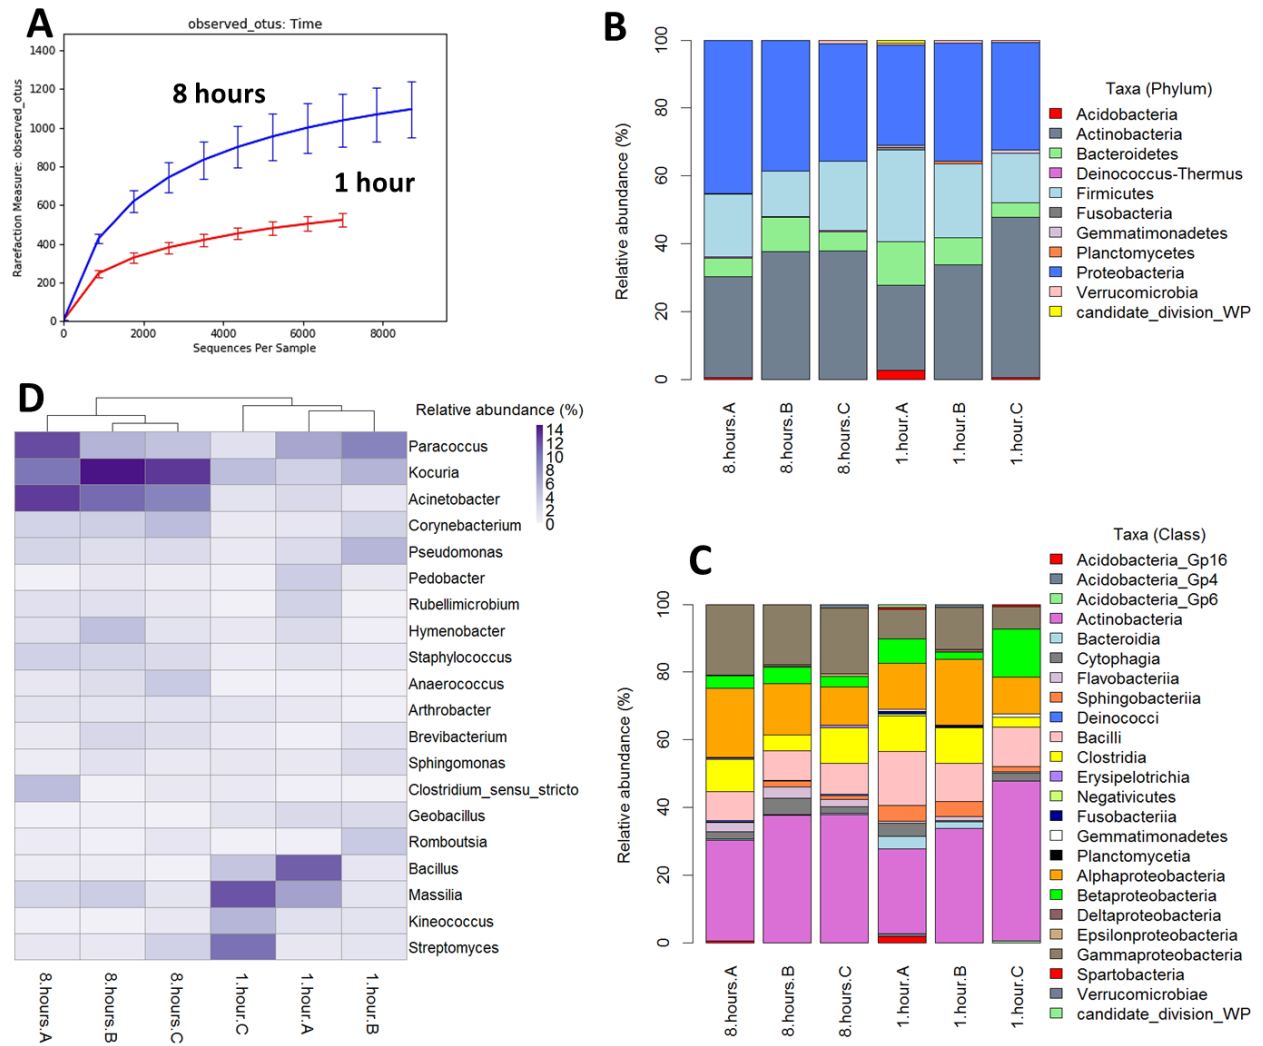 A
observed_otus: Time
Rarefaction Measure: observed_otus
1400
1200
1000
800
600
400
200
0
8 hours
1 hour
0 2000 4000 6000 8000
Sequences Per Sample
B
Relative abundance (%)
100
80
60
40
20
0
8.hours.A 8.hours.B 8.hours.C 1.hour.A 1.hour.B 1.hour.C
Taxa (Phylum)
Acidobacteria
Actinobacteria
Bacteroidetes
Deinococcus-Thermus
Firmicutes
Fusobacteria
Gemmatimonadetes
Planctomycetes
Proteobacteria
Verrucomicrobia
candidate_division_WP
D
Relative abundance (%)
14
12
10
8
6
4
2
0
Paracoccus
Kocuria
Acinetobacter
Corynebacterium
Pseudomonas
Pedobacter
Rubellimicrobium
Hymenobacter
Staphylococcus
Anaerococcus
Arthrobacter
Brevibacterium
Sphingomonas
Clostridium_sensu_stricto
Geobacillus
Romboutsia
Bacillus
Massilia
Kineococcus
Streptomyces
8.hours.A 8.hours.B 8.hours.C 1.hour.C 1.hour.A 1.hour.B
C
Relative abundance (%)
100
80
60
40
20
0
8.hours.A 8.hours.B 8.hours.C 1.hour.A 1.hour.B 1.hour.C
Taxa (Class)
Acidobacteria_Gp16
Acidobacteria_Gp4
Acidobacteria_Gp6
Actinobacteria
Bacteroidia
Cytophagia
Flavobacteriia
Sphingobacteriia
Deinococci
Bacilli
Clostridia
Erysipelotrichia
Negativicutes
Fusobacteriia
Gemmatimonadetes
Planctomycetia
Alphaproteobacteria
Betaproteobacteria
Deltaproteobacteria
Epsilonproteobacteria
Gammaproteobacteria
Spartobacteria
Verrucomicrobiae
candidate_division_WP